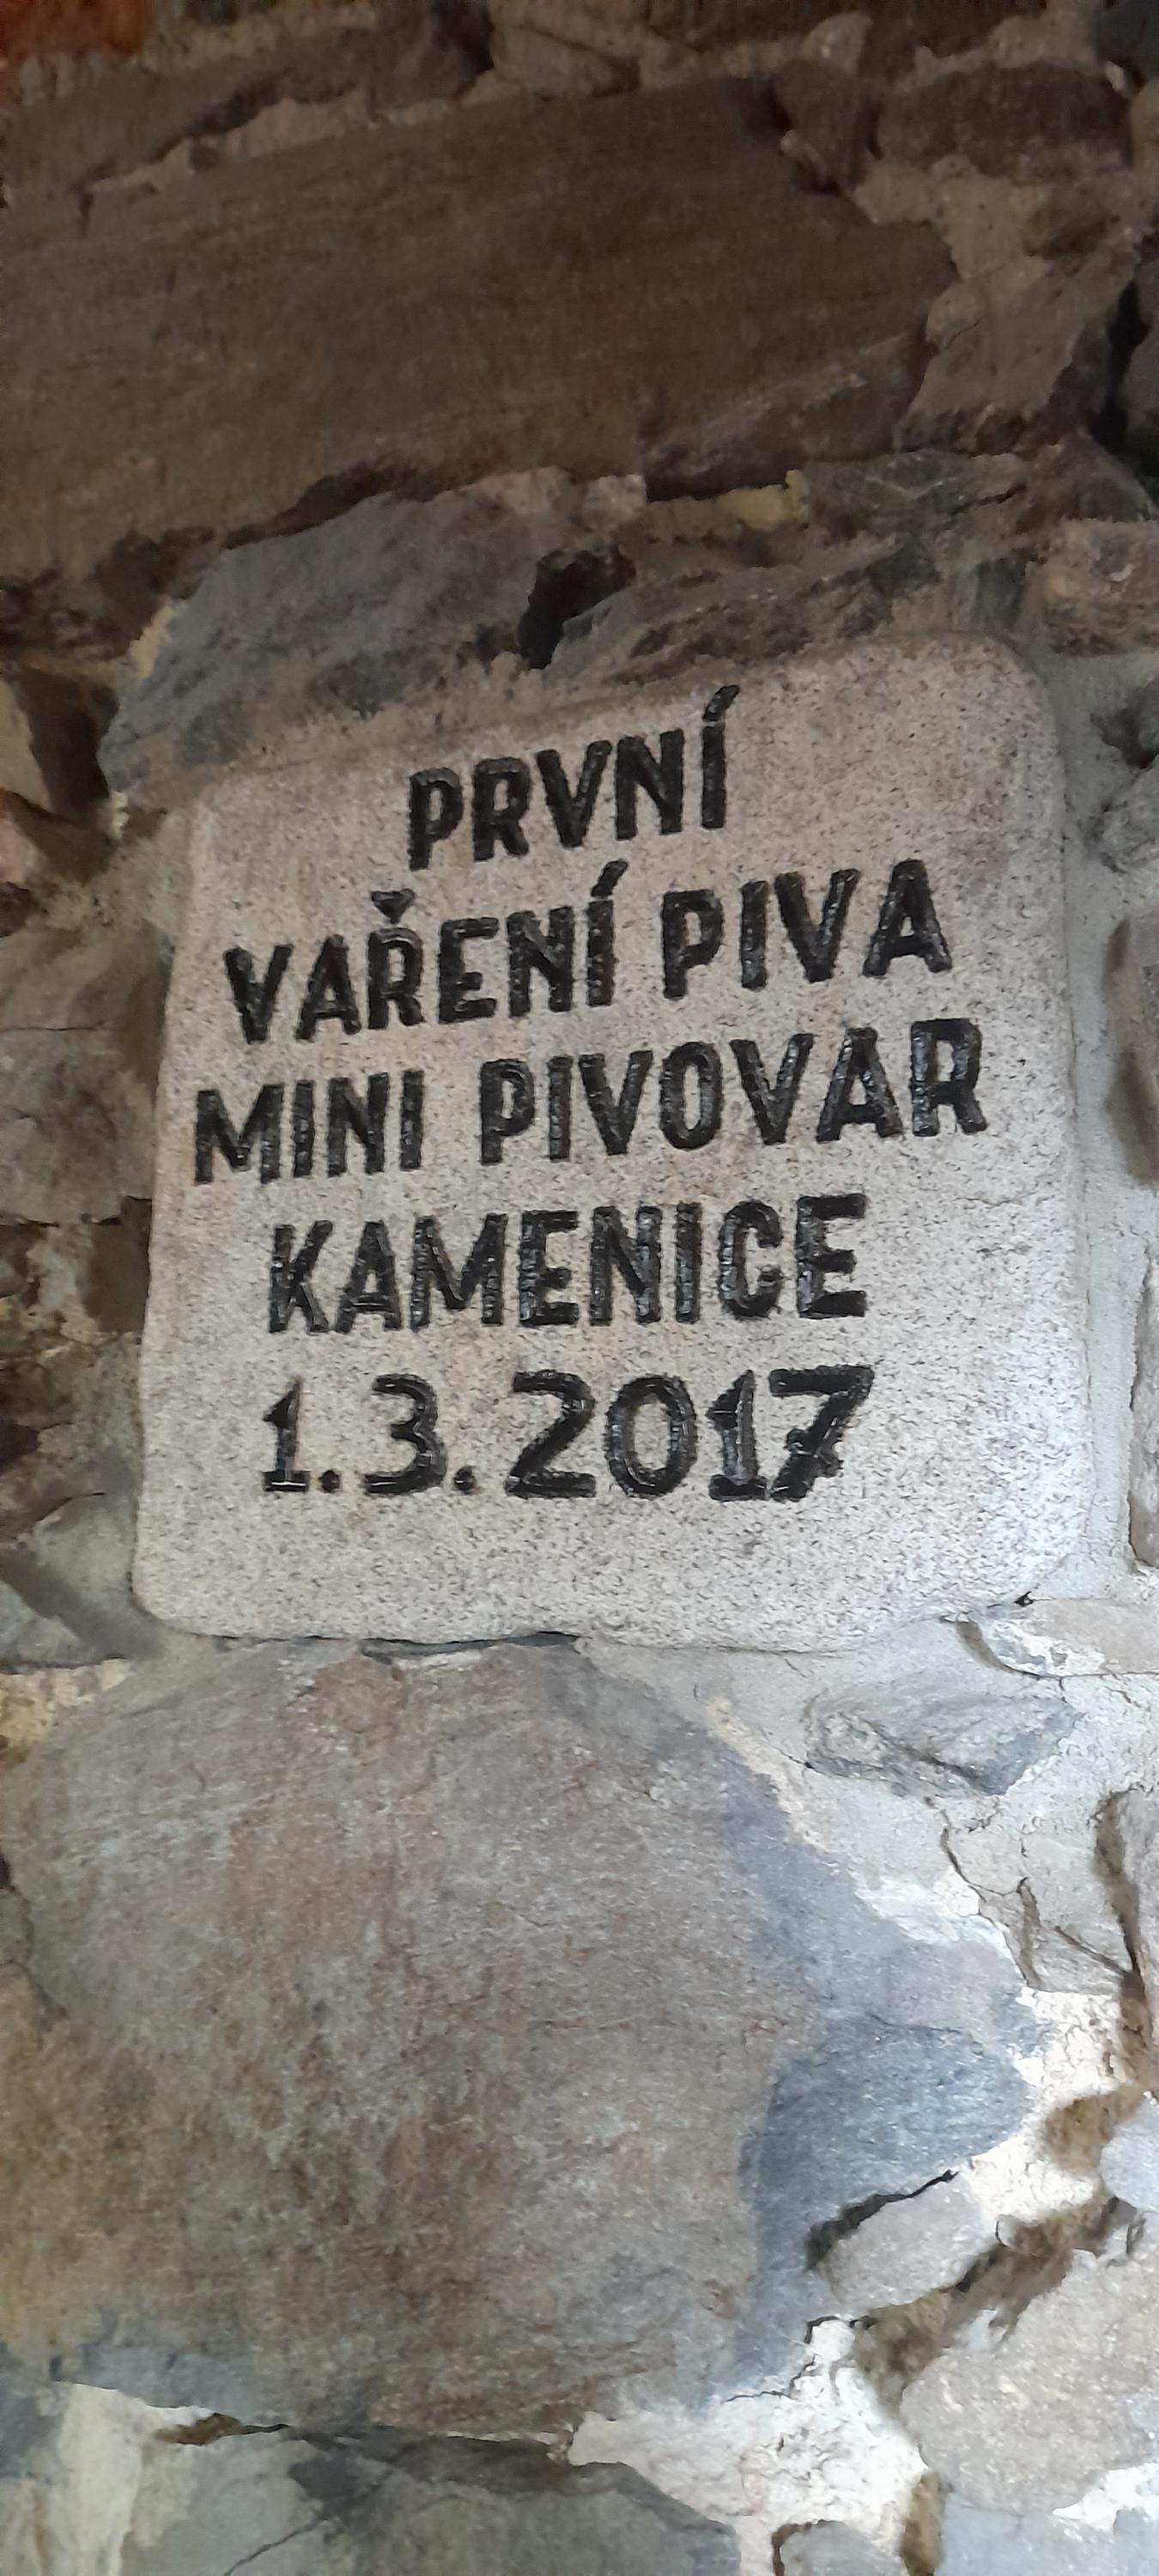 PRVNÍ
VAŘENÍ PIVA
MINI PIVOVAR
KAMENICE
1.3.2017